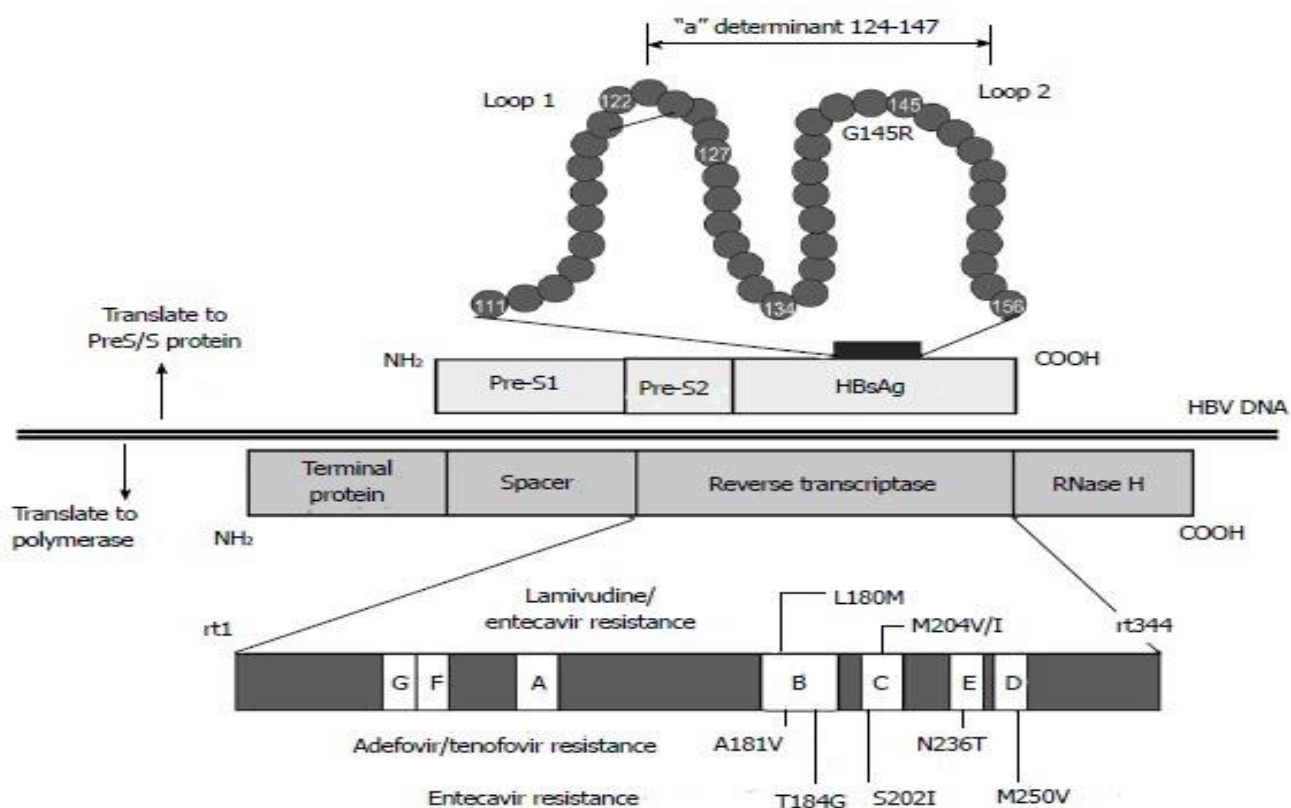 "a" determinant 124-147
Loop 1
Loop 2
122
145
G145R
127
111
134
156
Translate to
PreS/S protein
NH₂
COOH
Pre-S1
Pre-S2
HBsAg
HBV DNA
Terminal
protein
Spacer
Reverse transcriptase
RNase H
Translate to
polymerase
NH₂
COOH
Lamivudine/
entecavir resistance
L180M
M204V/I
rt1
rt344
G
F
A
B
C
E
D
Adefovir/tenofovir resistance
A181V
N236T
Entecavir resistance
T184G
S202I
M250V